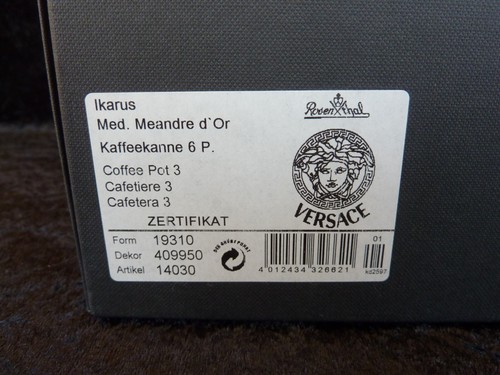 Ikarus
Med. Meandre d`Or
Kaffeekanne 6 P.
Coffee Pot 3
Cafetiere 3
Cafetera 3
ZERTIFIKAT
Form 19310
Dekor 409950
Artikel 14030
Rosenthal
VERSACE
4 012434 326621
01